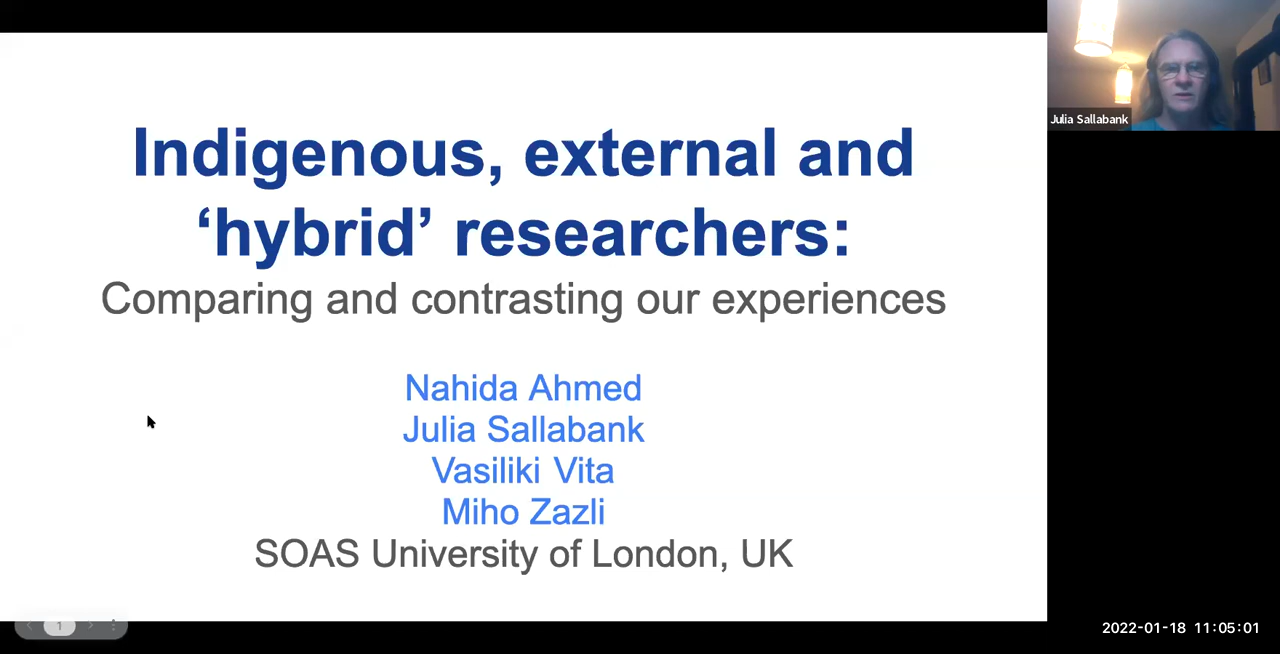 Indigenous, external and
‘hybrid’ researchers:
Comparing and contrasting our experiences
Nahida Ahmed
Julia Sallabank
Vasiliki Vita
Miho Zazli
SOAS University of London, UK
Julia Sallabank
1
2022-01-18 11:05:01